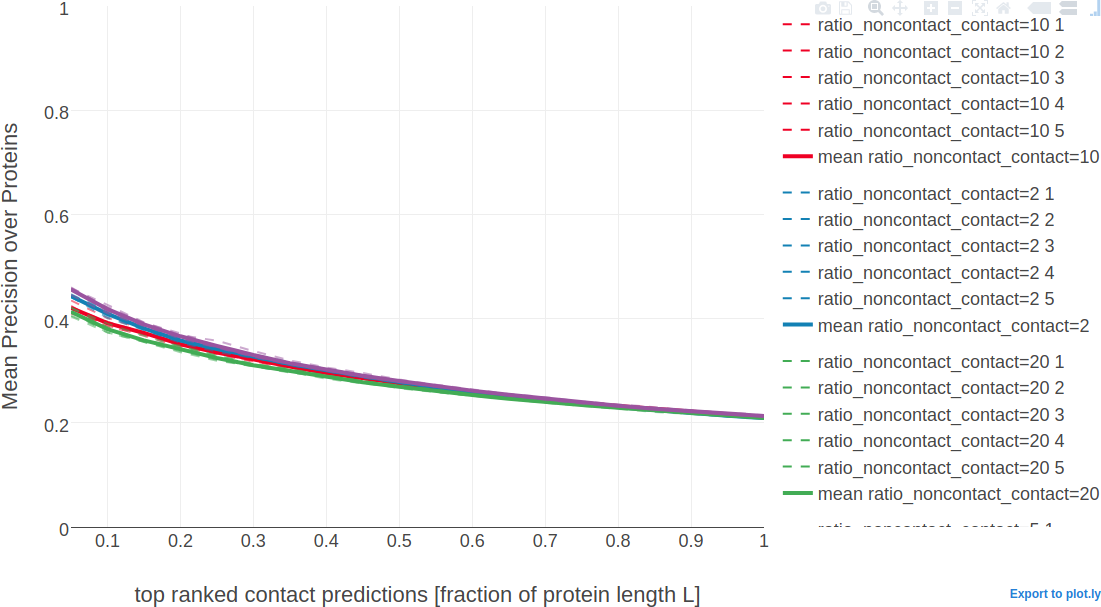 Mean Precision over Proteins
1
0.8
0.6
0.4
0.2
0
0.1
0.2
0.3
0.4
0.5
0.6
0.7
0.8
0.9
1
top ranked contact predictions [fraction of protein length L]
ratio_noncontact_contact=10 1
ratio_noncontact_contact=10 2
ratio_noncontact_contact=10 3
ratio_noncontact_contact=10 4
ratio_noncontact_contact=10 5
mean ratio_noncontact_contact=10
ratio_noncontact_contact=2 1
ratio_noncontact_contact=2 2
ratio_noncontact_contact=2 3
ratio_noncontact_contact=2 4
ratio_noncontact_contact=2 5
mean ratio_noncontact_contact=2
ratio_noncontact_contact=20 1
ratio_noncontact_contact=20 2
ratio_noncontact_contact=20 3
ratio_noncontact_contact=20 4
ratio_noncontact_contact=20 5
mean ratio_noncontact_contact=20
Export to plot.ly